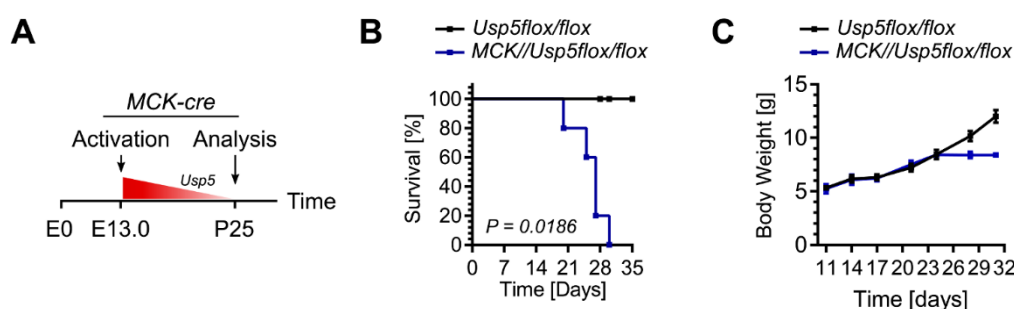 A
MCK-cre
Activation
Analysis
Usp5
Time
E0
E13.0
P25
B
Usp5flox/flox
MCK//Usp5flox/flox
Survival [%]
100
80
60
40
20
0
P = 0.0186
0 7 14 21 28 35
Time [Days]
C
Usp5flox/flox
MCK//Usp5flox/flox
Body Weight [g]
15
10
5
0
11 14 17 20 23 26 29 32
Time [days]